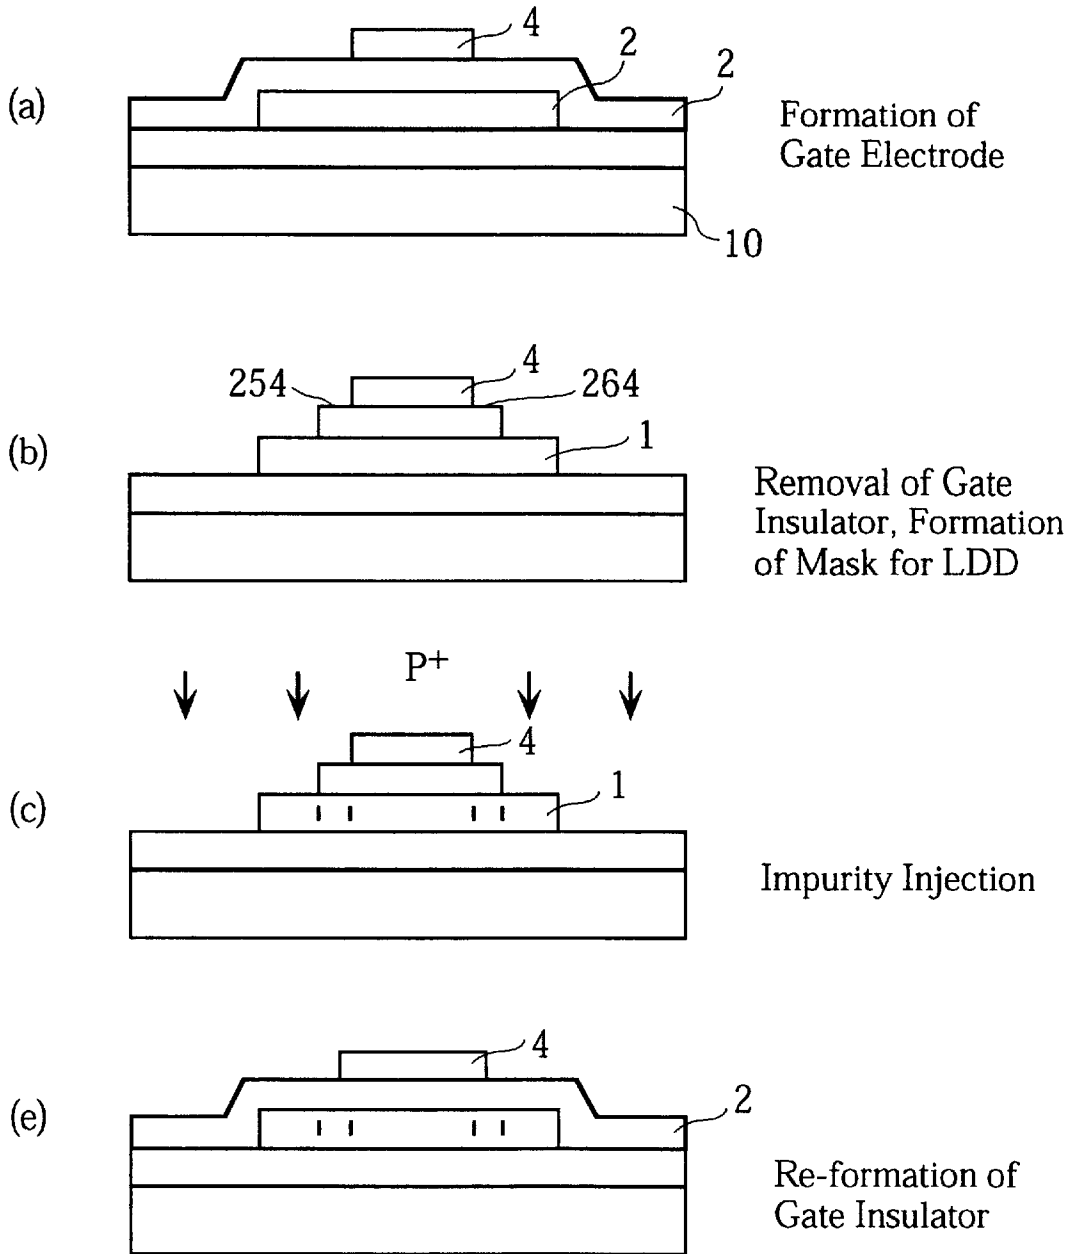 4
2
2
(a)
Formation of
Gate Electrode
10
4
254
264
1
(b)
Removal of Gate
Insulator, Formation
of Mask for LDD
P+
4
1
(c)
Impurity Injection
4
2
(e)
Re-formation of
Gate Insulator